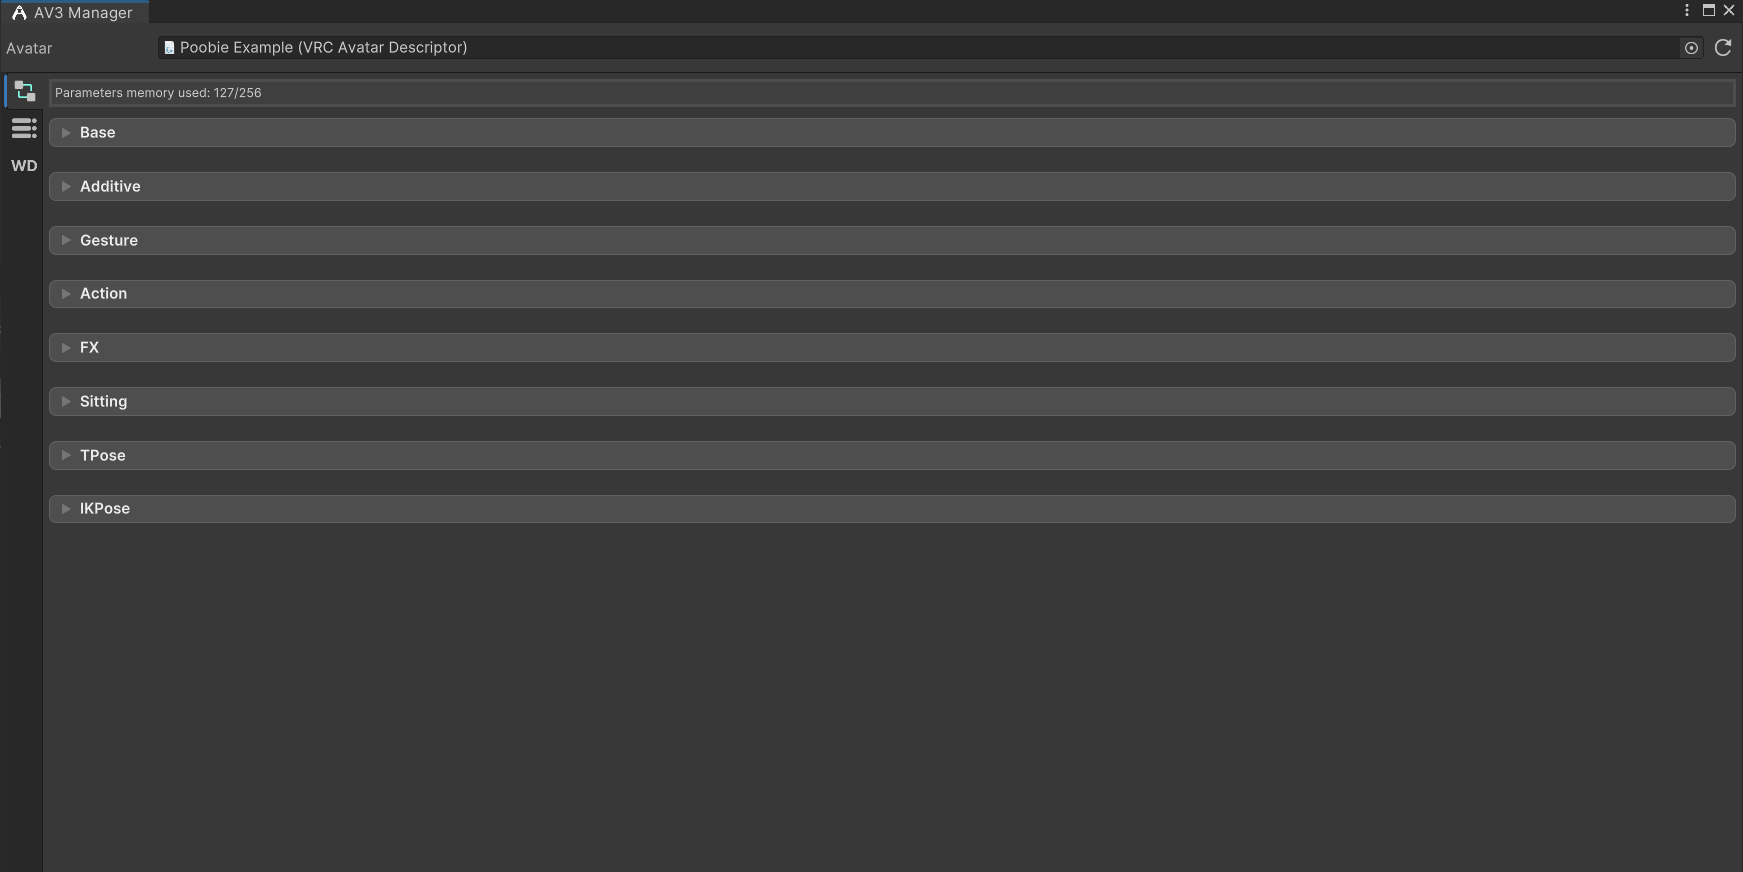 AV3 Manager
Avatar
Poobie Example (VRC Avatar Descriptor)
Parameters memory used: 127/256
Base
WD
Additive
Gesture
Action
FX
Sitting
TPose
IKPose